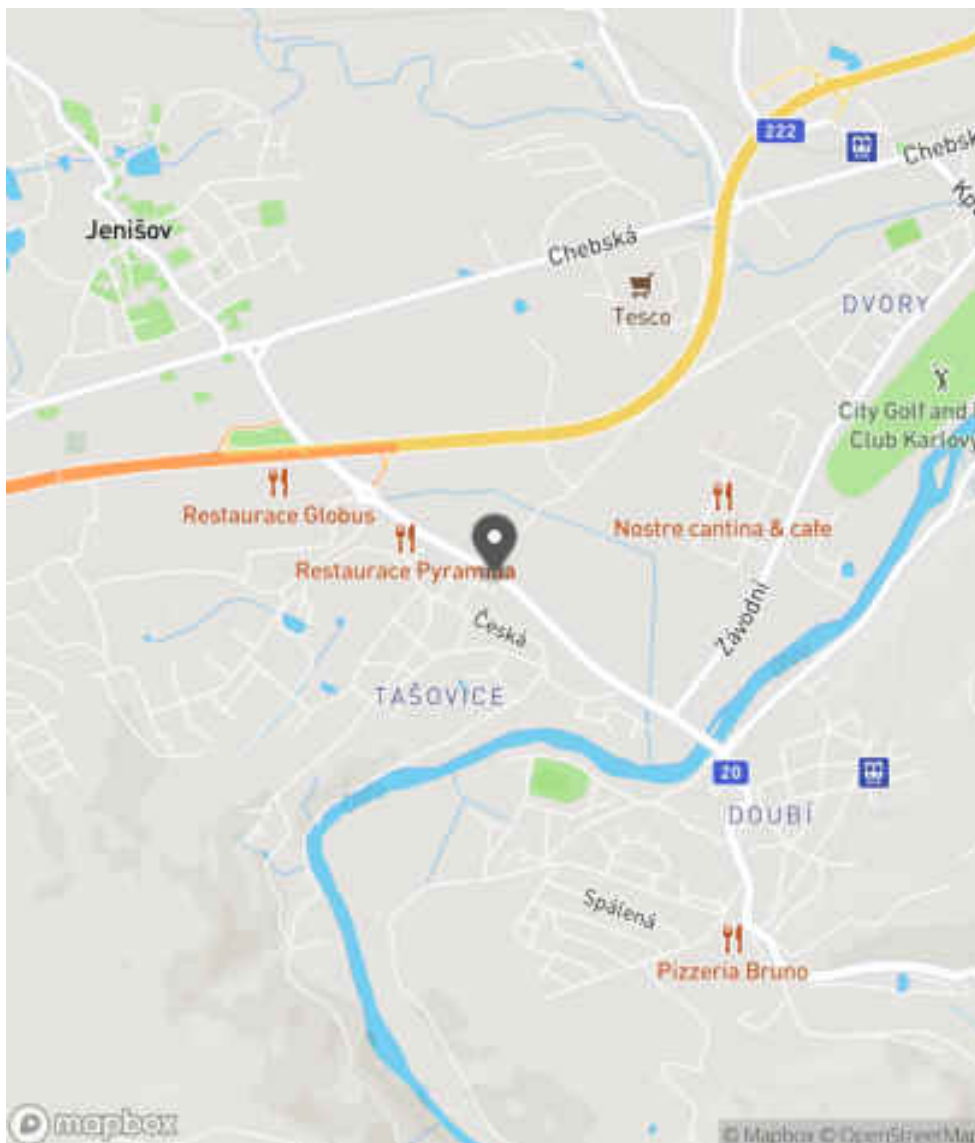 222
Chebsk
Jenišov
Chebská
Tesco
DVORY
City Golf and
Club Karlovy
Restaurace Globus
Nostre cantina & cafe
Restaurace Pyramida
Česká
Závodní
TAŠOVICE
20
DOUBÍ
Spálená
Pizzeria Bruno
mapbox
© Mapbox © OpenStreetMa